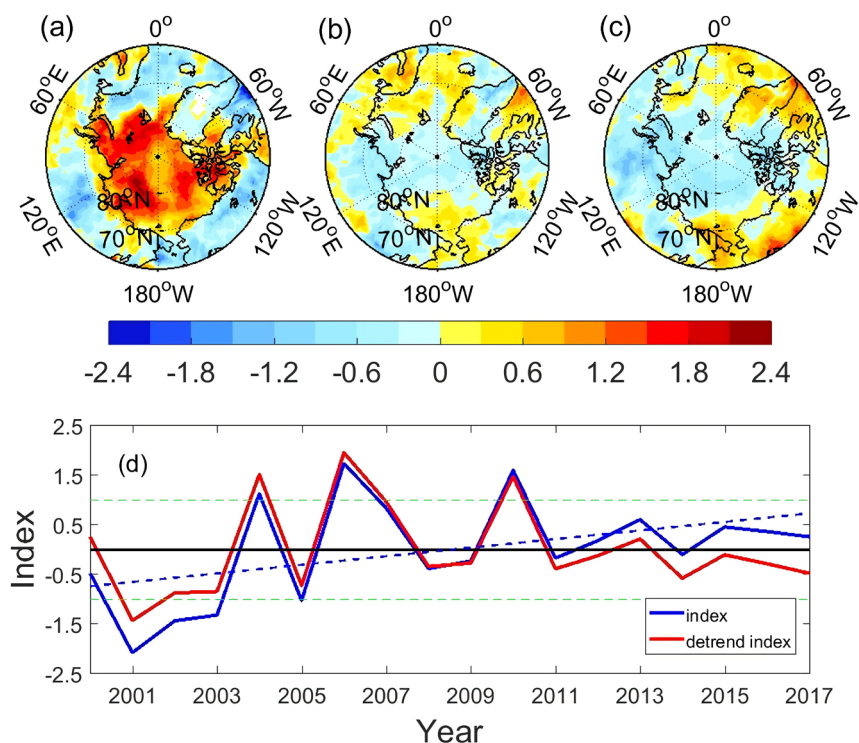 (a) (b) (c)
0° 0° 0°
60°E 60°W 60°E 60°W 60°E 60°W
80°N 80°N 80°N
120°E 70°N 120°W 120°E 70°N 120°W 120°E 70°N 120°W
180°W 180°W 180°W
-2.4 -1.8 -1.2 -0.6 0 0.6 1.2 1.8 2.4
2.5
(d)
1.5
0.5
Index
-0.5
-1.5
index
detrend index
-2.5
2001 2003 2005 2007 2009 2011 2013 2015 2017
Year